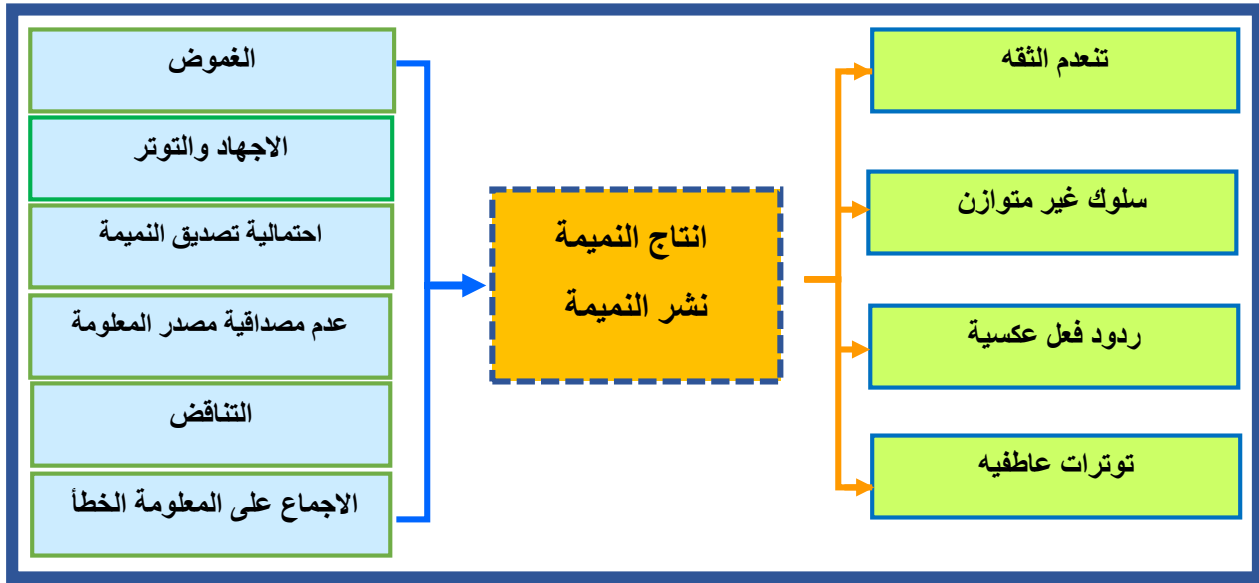 الغموض
الاجهاد والتوتر
احتمالية تصديق النميمة
عدم مصداقية مصدر المعلومة
التناقض
الاجماع على المعلومة الخطأ
انتاج النميمة
نشر النميمة
تنعدم الثقه
سلوك غير متوازن
ردود فعل عكسية
توترات عاطفيه